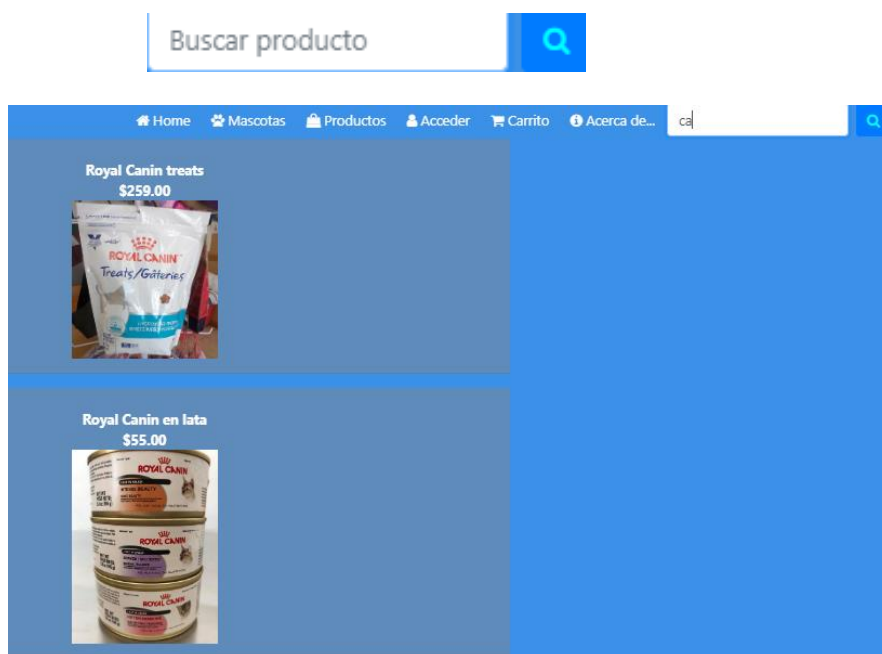 Buscar producto
Home Mascotas Productos Acceder Carrito Acerca de... ca
Royal Canin treats
$259.00
ROYAL CANIN
Treats/Gâteries
Royal Canin en lata
$55.00
ROYAL CANIN
ROYAL CANIN
ROYAL CANIN